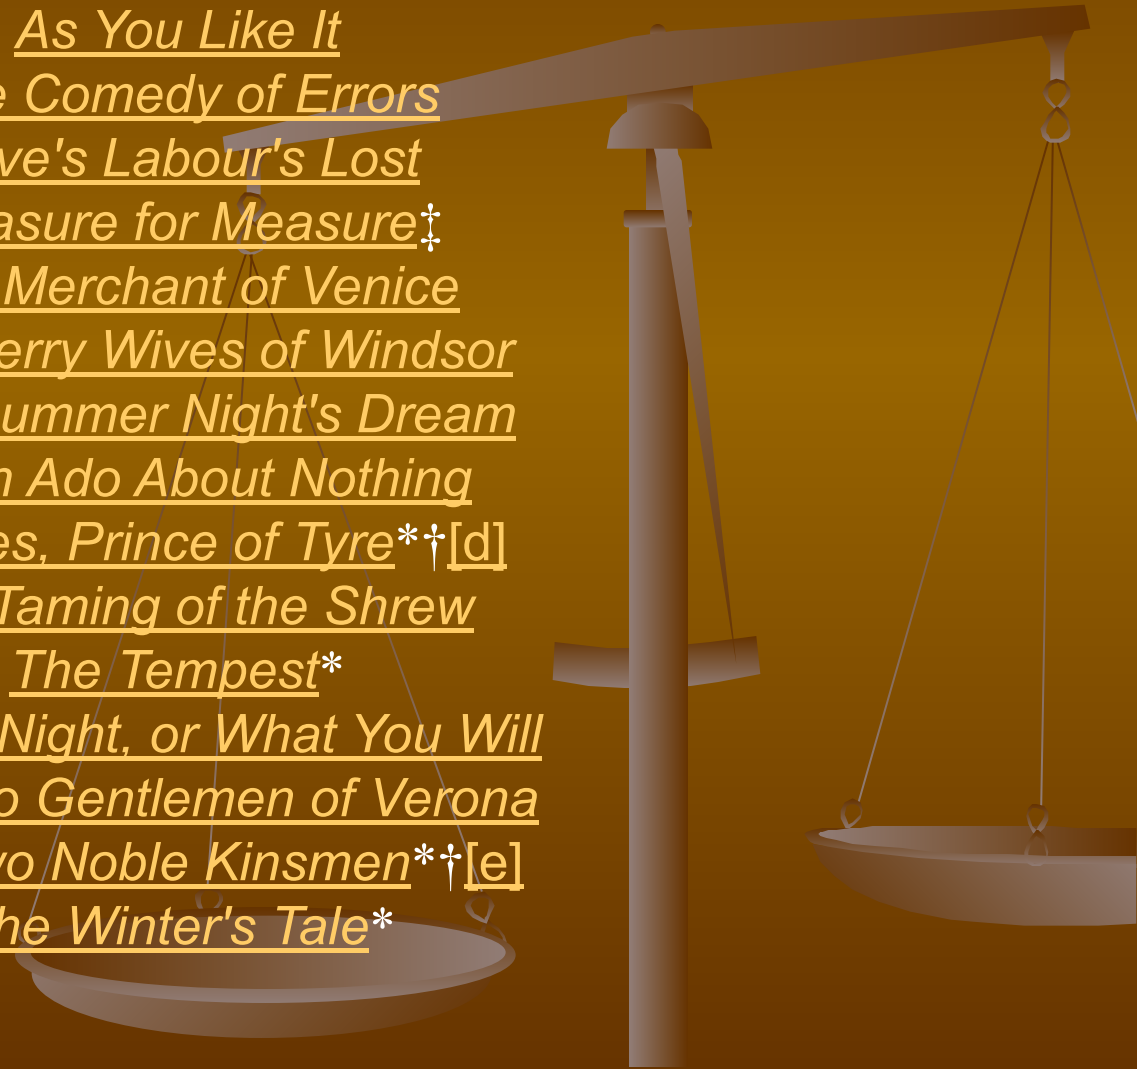 As You Like It
e Comedy of Errors
ve's Labour's Lost
asure for Measure‡
Merchant of Venice
erry Wives of Windsor
ummer Night's Dream
n Ado About Nothing
es, Prince of Tyre*†[d]
Taming of the Shrew
The Tempest*
Night, or What You Will
o Gentlemen of Verona
vo Noble Kinsmen*†[e]
he Winter's Tale*